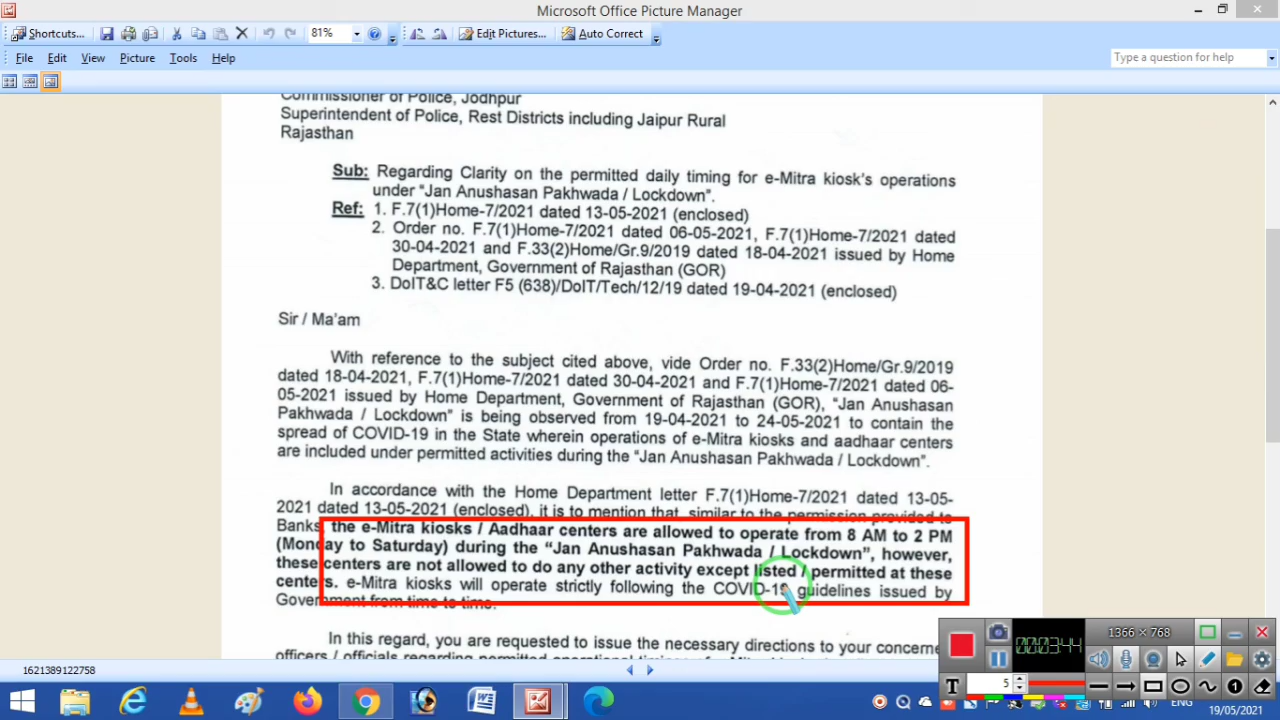 Microsoft Office Picture Manager
Shortcuts... 81% Edit Pictures... Auto Correct
File Edit View Picture Tools Help
Type a question for help
Commissioner of Police, Jodhpur
Superintendent of Police, Rest Districts including Jaipur Rural
Rajasthan
Sub: Regarding Clarity on the permitted daily timing for e-Mitra kiosk's operations
under “Jan Anushasan Pakhwada / Lockdown”.
Ref: 1. F.7(1)Home-7/2021 dated 13-05-2021 (enclosed)
2. Order no. F.7(1)Home-7/2021 dated 06-05-2021, F.7(1)Home-7/2021 dated
30-04-2021 and F.33(2)Home/Gr.9/2019 dated 18-04-2021 issued by Home
Department, Government of Rajasthan (GOR)
3. DoIT&C letter F5 (638)/DoIT/Tech/12/19 dated 19-04-2021 (enclosed)
Sir / Ma'am
With reference to the subject cited above, vide Order no. F.33(2)Home/Gr.9/2019
dated 18-04-2021, F.7(1)Home-7/2021 dated 30-04-2021 and F.7(1)Home-7/2021 dated 06-
05-2021 issued by Home Department, Government of Rajasthan (GOR), “Jan Anushasan
Pakhwada / Lockdown” is being observed from 19-04-2021 to 24-05-2021 to contain the
spread of COVID-19 in the State wherein operations of e-Mitra kiosks and aadhaar centers
are included under permitted activities during the “Jan Anushasan Pakhwada / Lockdown”.
In accordance with the Home Department letter F.7(1)Home-7/2021 dated 13-05-
2021 dated 13-05-2021 (enclosed), it is to mention that, similar to the permission provided to
Banks, the e-Mitra kiosks / Aadhaar centers are allowed to operate from 8 AM to 2 PM
(Monday to Saturday) during the “Jan Anushasan Pakhwada / Lockdown”, however,
these centers are not allowed to do any other activity except listed / permitted at these
centers. e-Mitra kiosks will operate strictly following the COVID-19 guidelines issued by
Government from time to time.
In this regard, you are requested to issue the necessary directions to your concerne
officers / officials regarding permitted operational
1621389122758
1366 × 768
00:03:44
T 5
ENG
19/05/2021